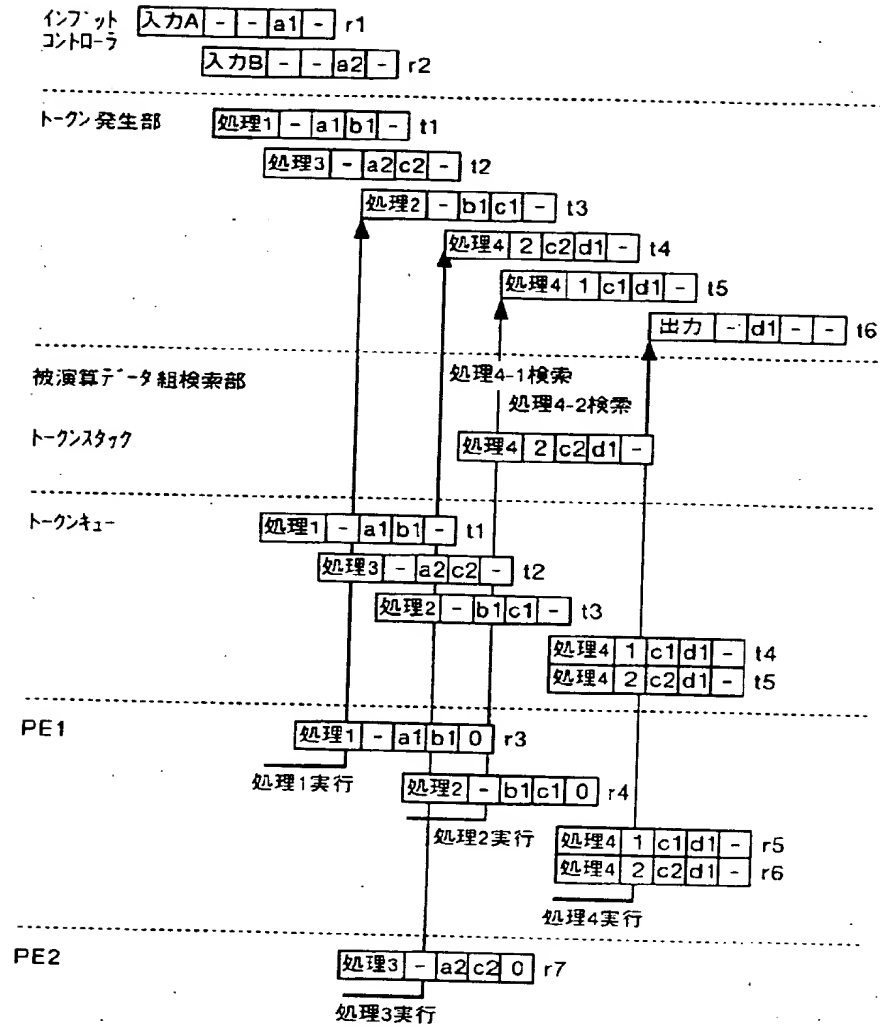 インプット
コントローラ
入力A - - a1 - r1
入力B - - a2 - r2
トークン発生部
処理1 - a1 b1 - t1
処理3 - a2 c2 - t2
処理2 - b1 c1 - t3
処理4 2 c2 d1 - t4
処理4 1 c1 d1 - t5
出力 - d1 - - t6
被演算データ組検索部
処理4-1検索
処理4-2検索
トークンスタック
処理4 2 c2 d1 -
トークンキュー
処理1 - a1 b1 - t1
処理3 - a2 c2 - t2
処理2 - b1 c1 - t3
処理4 1 c1 d1 - t4
処理4 2 c2 d1 - t5
PE1
処理1 - a1 b1 0 r3
処理1実行
処理2 - b1 c1 0 r4
処理2実行
処理4 1 c1 d1 - r5
処理4 2 c2 d1 - r6
処理4実行
PE2
処理3 - a2 c2 0 r7
処理3実行